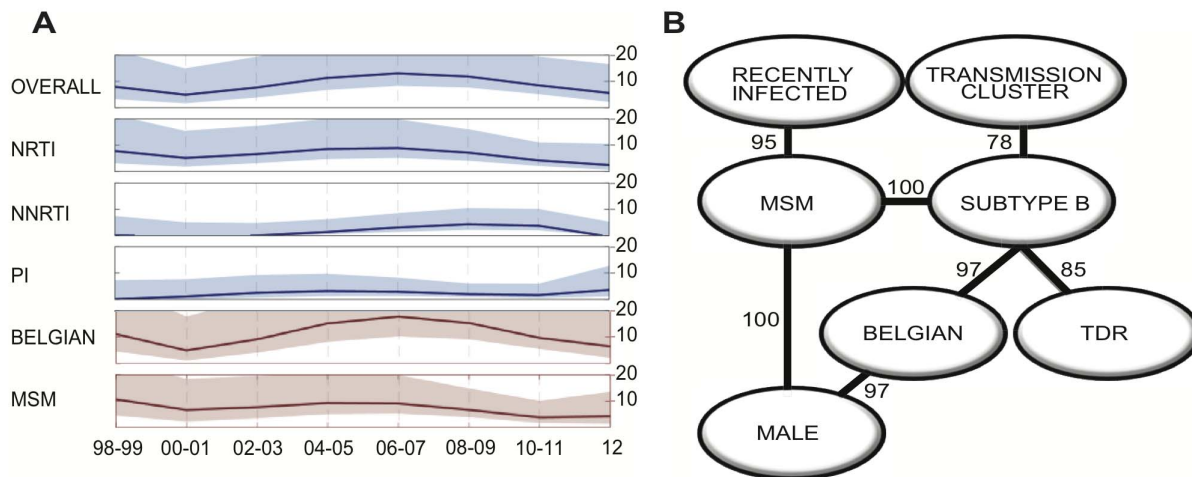 A
OVERALL
20
10
NRTI
20
10
NNRTI
20
10
PI
20
10
BELGIAN
20
10
MSM
20
10
98-99 00-01 02-03 04-05 06-07 08-09 10-11 12
B
RECENTLY
INFECTED
TRANSMISSION
CLUSTER
95
78
MSM
100
SUBTYPE B
97
85
100
BELGIAN
TDR
97
MALE